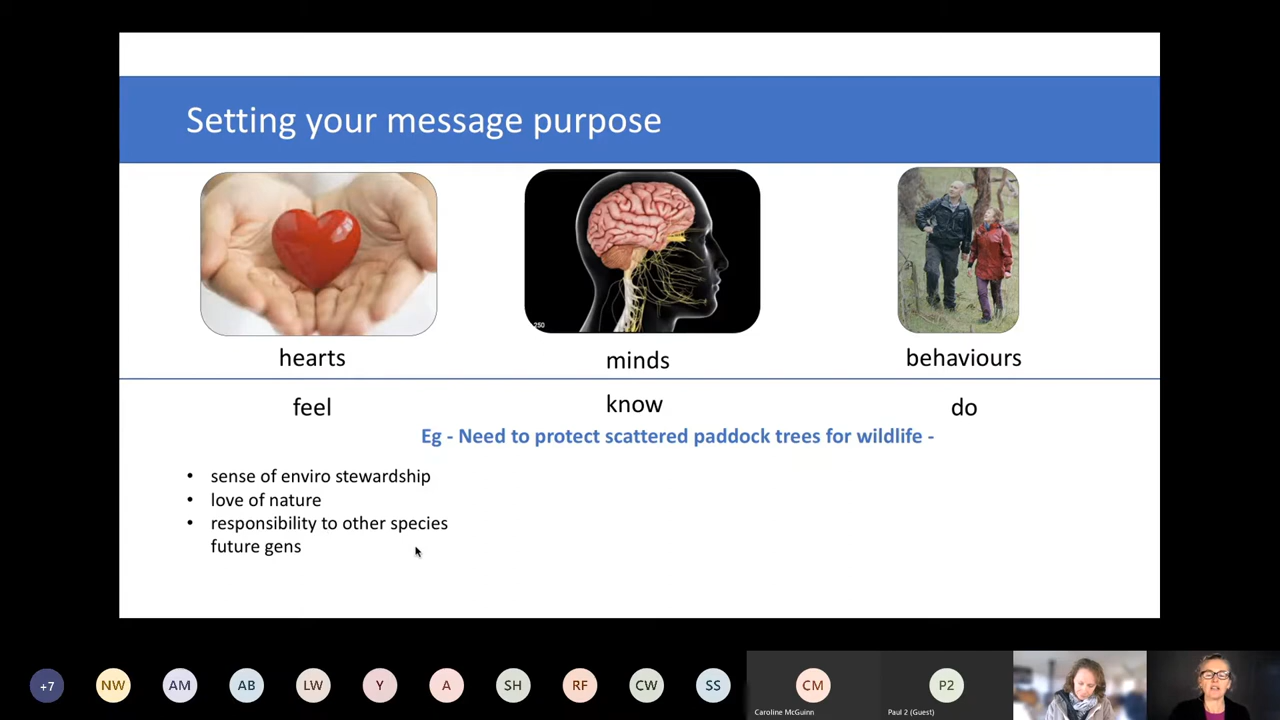 Setting your message purpose
250
hearts
minds
behaviours
feel
know
do
Eg - Need to protect scattered paddock trees for wildlife -
• sense of enviro stewardship
• love of nature
• responsibility to other species
future gens
+7
NW
AM
AB
LW
Y
A
SH
RF
CW
SS
CM
P2
Caroline McGuinn
Paul 2 (Guest)